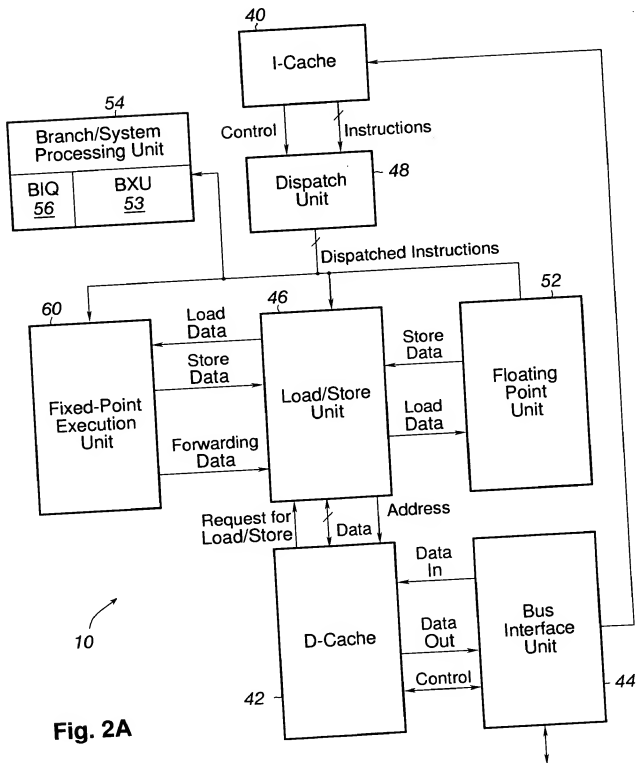 40
I-Cache
Control
Instructions
54
Branch/System
Processing Unit
BIQ
56
BXU
53
Dispatch
Unit
48
Dispatched Instructions
60
Fixed-Point
Execution
Unit
Load
Data
Store
Data
Forwarding
Data
46
Load/Store
Unit
Store
Data
Load
Data
52
Floating
Point
Unit
Request for
Load/Store
Data
Address
D-Cache
42
Data
In
Data
Out
Control
Bus
Interface
Unit
44
10
Fig. 2A